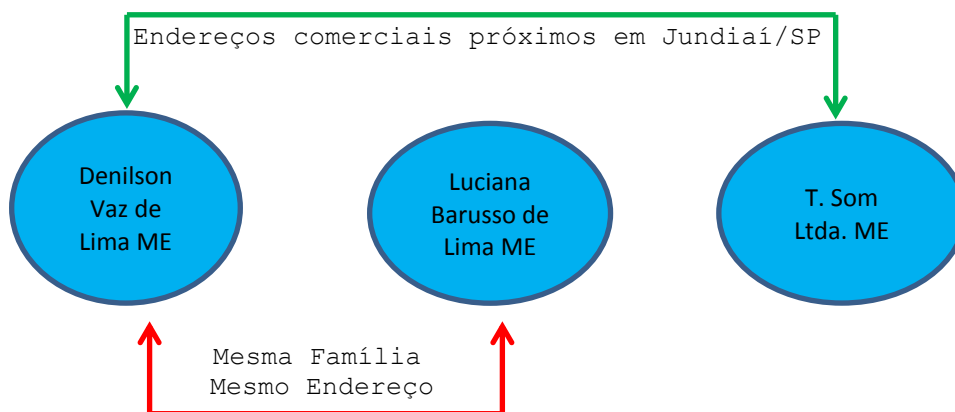 Endereços comerciais próximos em Jundiaí/SP
Denilson
Vaz de
Lima ME
Luciana
Barusso de
Lima ME
T. Som
Ltda. ME
Mesma Família
Mesmo Endereço